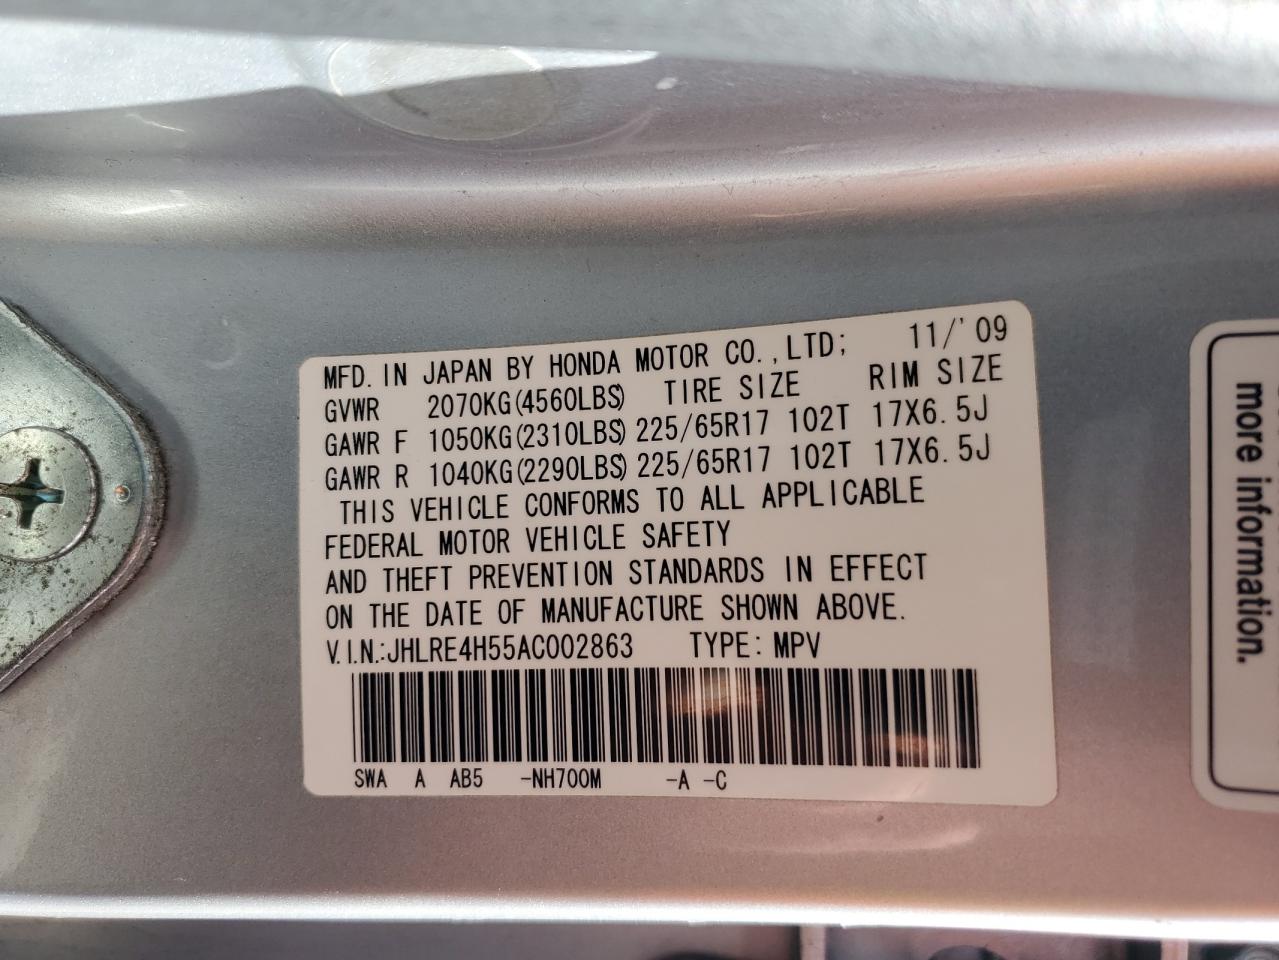 MFD. IN JAPAN BY HONDA MOTOR CO.,LTD; 11/'09
GVWR 2070KG(4560LBS) TIRE SIZE RIM SIZE
GAWR F 1050KG(2310LBS) 225/65R17 102T 17X6.5J
GAWR R 1040KG(2290LBS) 225/65R17 102T 17X6.5J
THIS VEHICLE CONFORMS TO ALL APPLICABLE
FEDERAL MOTOR VEHICLE SAFETY
AND THEFT PREVENTION STANDARDS IN EFFECT
ON THE DATE OF MANUFACTURE SHOWN ABOVE.
V.I.N.:JHLRE4H55AC002863 TYPE: MPV
SWA A AB5 -NH700M -A -C
more information.